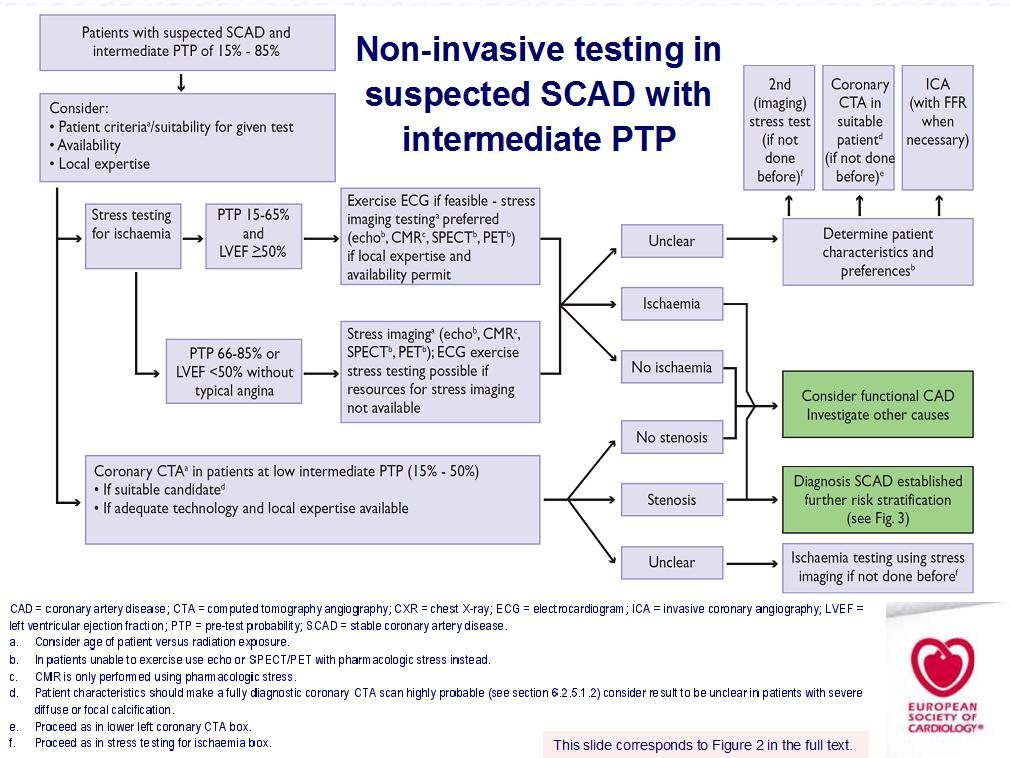 Patients with suspected SCAD and
intermediate PTP of 15% - 85%
Non-invasive testing in
suspected SCAD with
intermediate PTP
Consider:
• Patient criteriaᵃ/suitability for given test
• Availability
• Local expertise
2nd
(imaging)
stress test
(if not
done
before)ᶠ
Coronary
CTA in
suitable
patientᵈ
(if not done
before)ᵉ
ICA
(with FFR
when
necessary)
Stress testing
for ischaemia
PTP 15-65%
and
LVEF ≥50%
Exercise ECG if feasible - stress
imaging testingᵃ preferred
(echoᵇ, CMRᶜ, SPECTᵇ, PETᵇ)
if local expertise and
availability permit
Unclear
Determine patient
characteristics and
preferencesᵇ
Ischaemia
PTP 66-85% or
LVEF <50% without
typical angina
Stress imagingᵃ (echoᵇ, CMRᶜ,
SPECTᵇ, PETᵇ); ECG exercise
stress testing possible if
resources for stress imaging
not available
No ischaemia
Consider functional CAD
Investigate other causes
No stenosis
Coronary CTAᵃ in patients at low intermediate PTP (15% - 50%)
• If suitable candidateᵈ
• If adequate technology and local expertise available
Stenosis
Diagnosis SCAD established
further risk stratification
(see Fig. 3)
Unclear
Ischaemia testing using stress
imaging if not done beforeᶠ
CAD = coronary artery disease; CTA = computed tomography angiography; CXR = chest X-ray; ECG = electrocardiogram; ICA = invasive coronary angiography; LVEF =
left ventricular ejection fraction; PTP = pre-test probability; SCAD = stable coronary artery disease.
a. Consider age of patient versus radiation exposure.
b. In patients unable to exercise use echo or SPECT/PET with pharmacologic stress instead.
c. CMR is only performed using pharmacologic stress.
d. Patient characteristics should make a fully diagnostic coronary CTA scan highly probable (see section 6.2.5.1.2) consider result to be unclear in patients with severe
diffuse or focal calcification.
e. Proceed as in lower left coronary CTA box.
f. Proceed as in stress testing for ischaemia box.
EUROPEAN
SOCIETY OF
CARDIOLOGY®
This slide corresponds to Figure 2 in the full text.